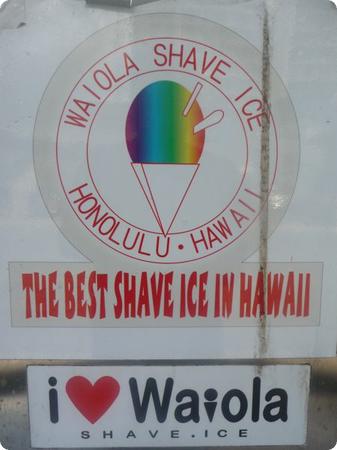 WAIOLA SHAVE ICE
HONOLULU • HAWAII
THE BEST SHAVE ICE IN HAWAII
i ♥ Waiola
SHAVE.ICE